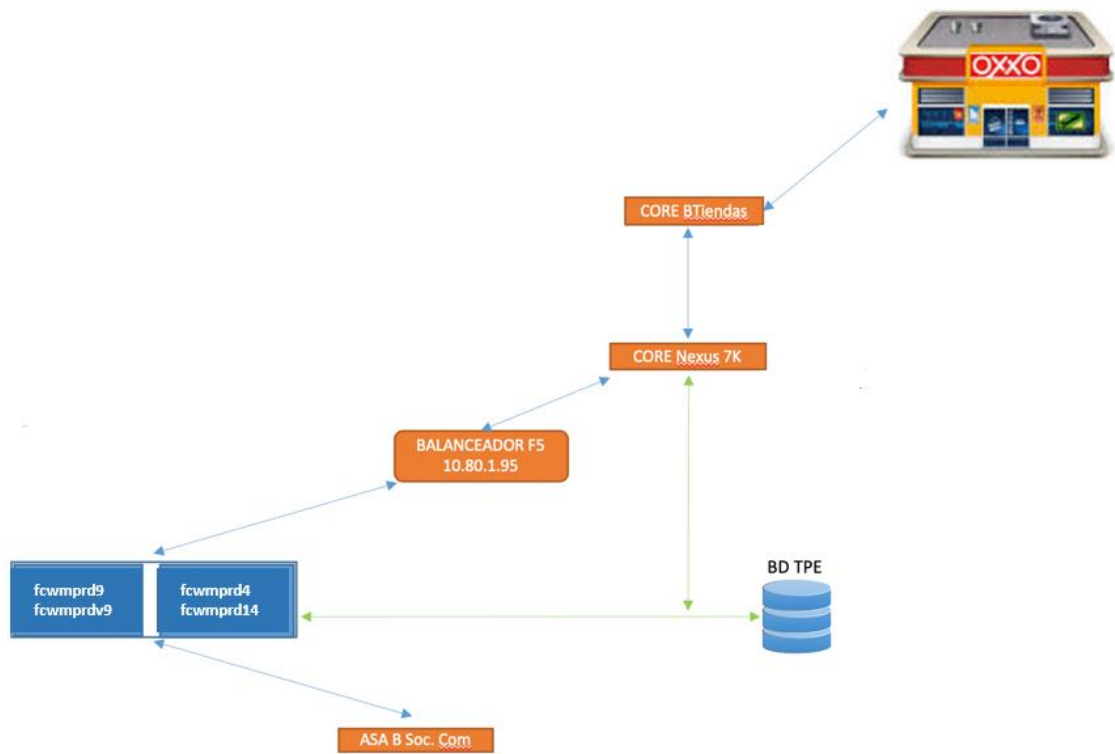 OXXO
CORE BTiendas
CORE Nexus 7K
BALANCEADOR F5
10.80.1.95
fcwmprd9
fcwmprdv9
fcwmprd4
fcwmprd14
BD TPE
ASA B Soc. Com